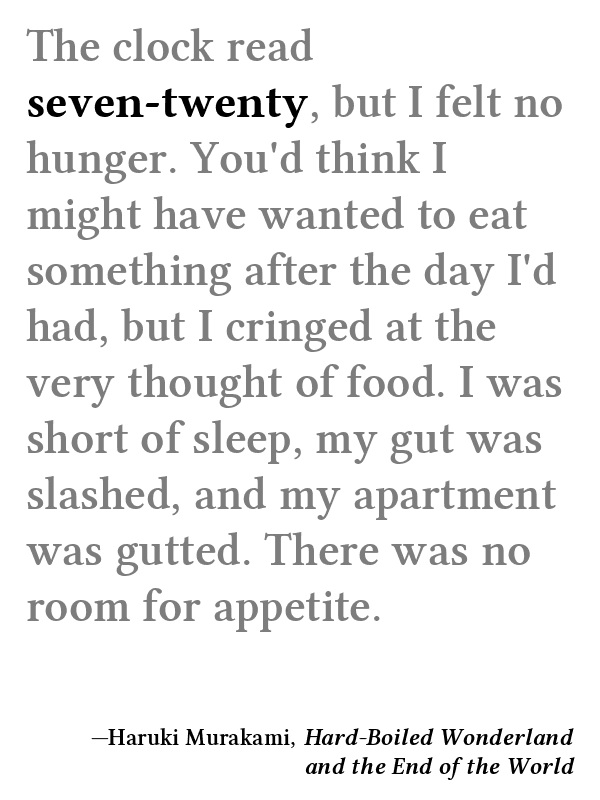 The clock read
seven-twenty, but I felt no
hunger. You'd think I
might have wanted to eat
something after the day I'd
had, but I cringed at the
very thought of food. I was
short of sleep, my gut was
slashed, and my apartment
was gutted. There was no
room for appetite.
—Haruki Murakami, Hard-Boiled Wonderland
and the End of the World